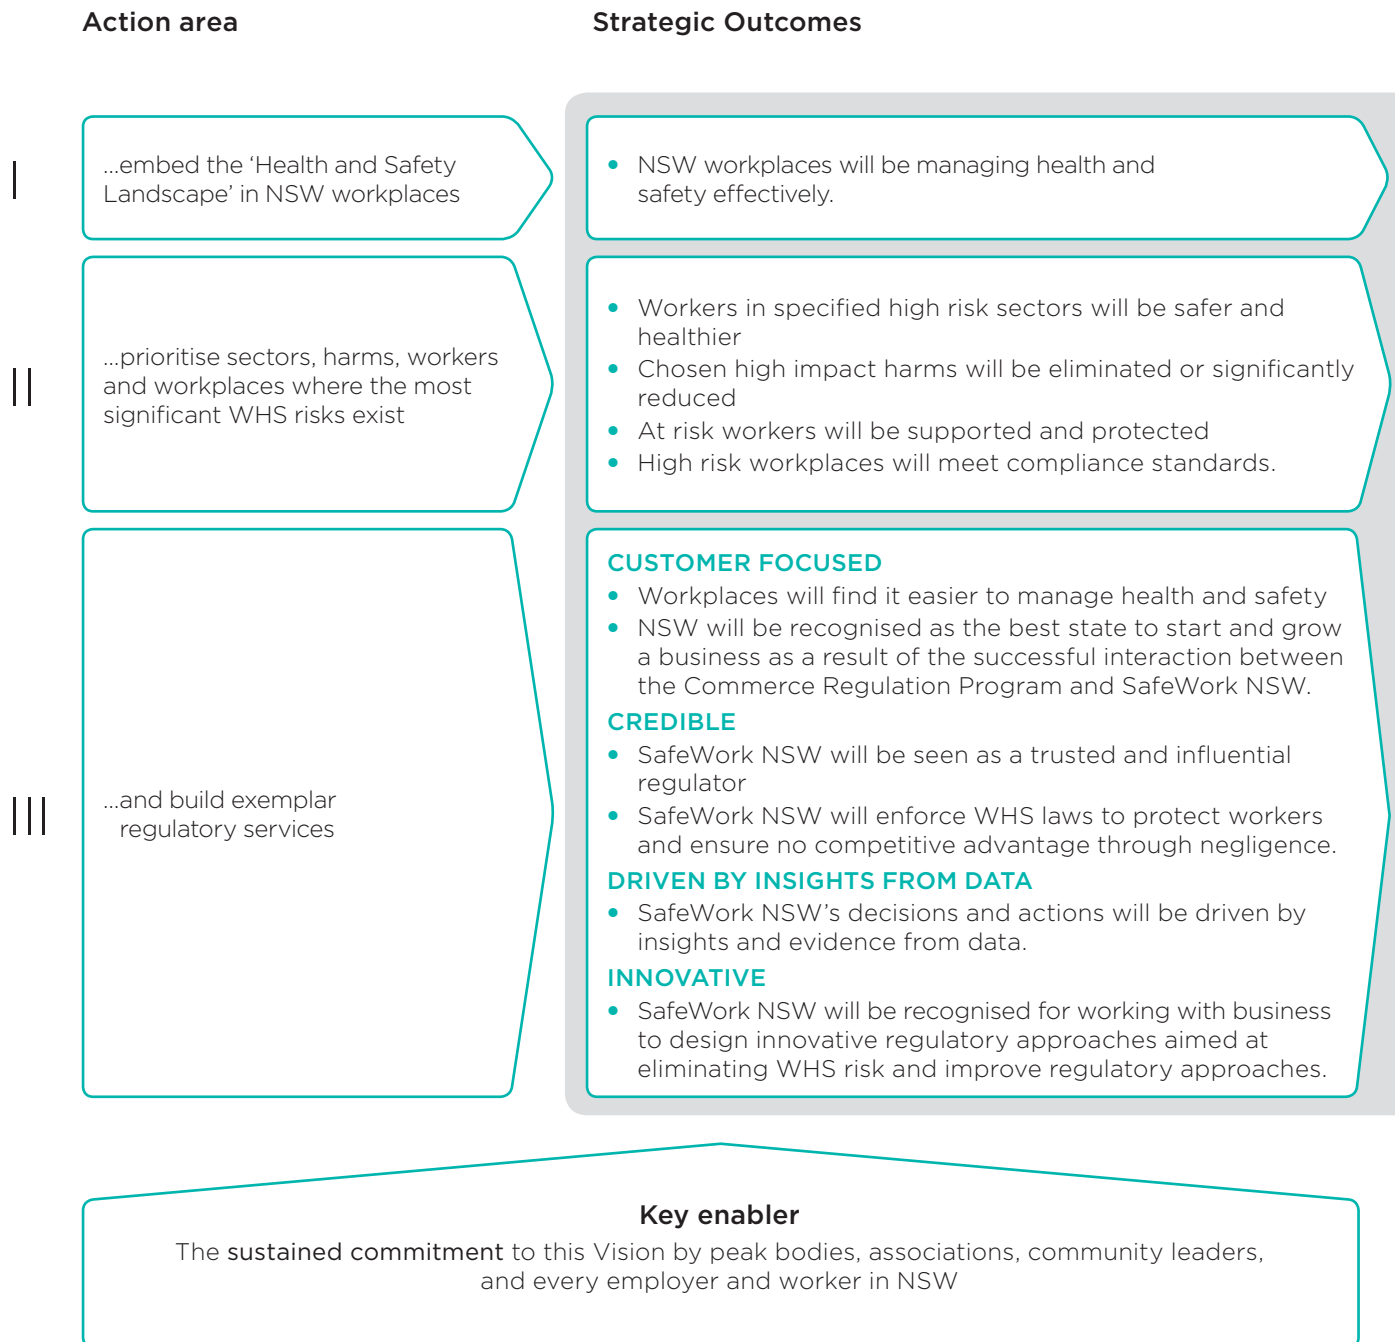 Action area
Strategic Outcomes
I
...embed the ‘Health and Safety
Landscape’ in NSW workplaces
• NSW workplaces will be managing health and
safety effectively.
II
...prioritise sectors, harms, workers
and workplaces where the most
significant WHS risks exist
• Workers in specified high risk sectors will be safer and
healthier
• Chosen high impact harms will be eliminated or significantly
reduced
• At risk workers will be supported and protected
• High risk workplaces will meet compliance standards.
III
...and build exemplar
regulatory services
CUSTOMER FOCUSED
• Workplaces will find it easier to manage health and safety
• NSW will be recognised as the best state to start and grow
a business as a result of the successful interaction between
the Commerce Regulation Program and SafeWork NSW.
CREDIBLE
• SafeWork NSW will be seen as a trusted and influential
regulator
• SafeWork NSW will enforce WHS laws to protect workers
and ensure no competitive advantage through negligence.
DRIVEN BY INSIGHTS FROM DATA
• SafeWork NSW’s decisions and actions will be driven by
insights and evidence from data.
INNOVATIVE
• SafeWork NSW will be recognised for working with business
to design innovative regulatory approaches aimed at
eliminating WHS risk and improve regulatory approaches.
Key enabler
The sustained commitment to this Vision by peak bodies, associations, community leaders,
and every employer and worker in NSW